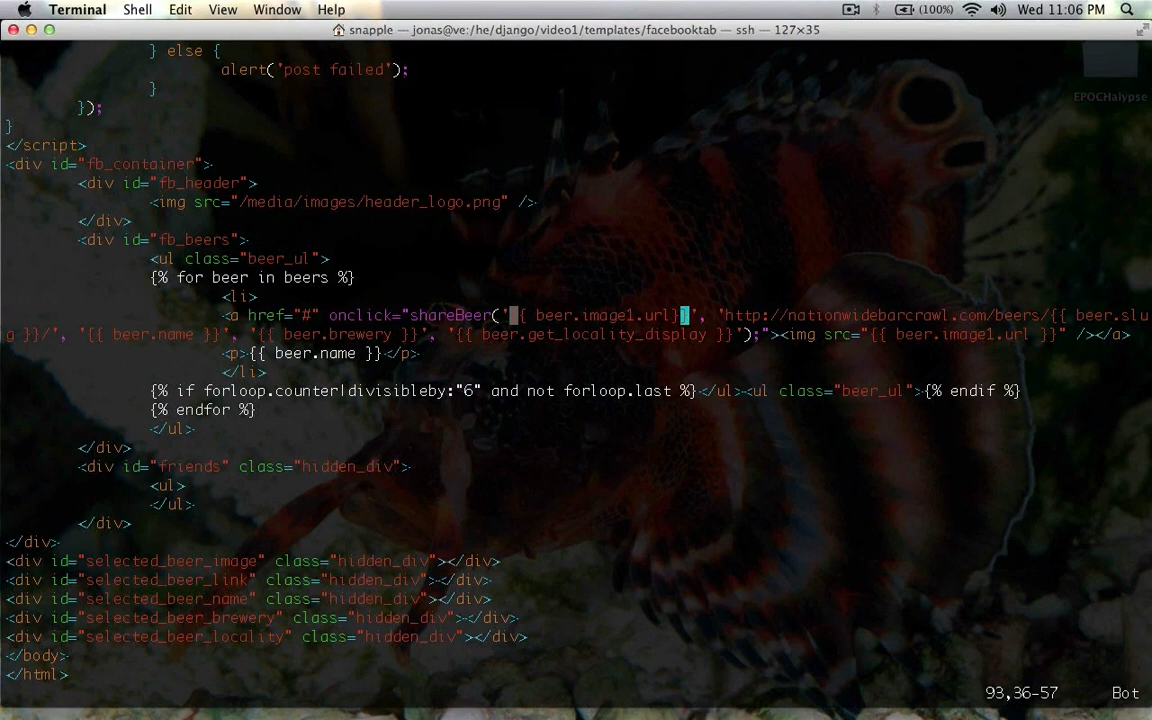 Terminal Shell Edit View Window Help (100%) Wed 11:06 PM
snapple — jonas@ve:/he/django/video1/templates/facebooktab — ssh — 127×35
EPOCHalypse
} else {
alert('post failed');
}
});
}
</script>
<div id="fb_container">
<div id="fb_header">
<img src="/media/images/header_logo.png" />
</div>
<div id="fb_beers">
<ul class="beer_ul">
{% for beer in beers %}
<li>
<a href="#" onclick="shareBeer('{{ beer.image1.url}}', 'http://nationwidebarcrawl.com/beers/{{ beer.slu
g }}/', '{{ beer.name }}', '{{ beer.brewery }}', '{{ beer.get_locality_display }}');"><img src="{{ beer.image1.url }}" /></a>
<p>{{ beer.name }}</p>
</li>
{% if forloop.counter|divisibleby:"6" and not forloop.last %}</ul><ul class="beer_ul">{% endif %}
{% endfor %}
</ul>
</div>
<div id="friends" class="hidden_div">
<ul>
</ul>
</div>
</div>
<div id="selected_beer_image" class="hidden_div"></div>
<div id="selected_beer_link" class="hidden_div"></div>
<div id="selected_beer_name" class="hidden_div"></div>
<div id="selected_beer_brewery" class="hidden_div"></div>
<div id="selected_beer_locality" class="hidden_div"></div>
</body>
</html>
93,36-57 Bot